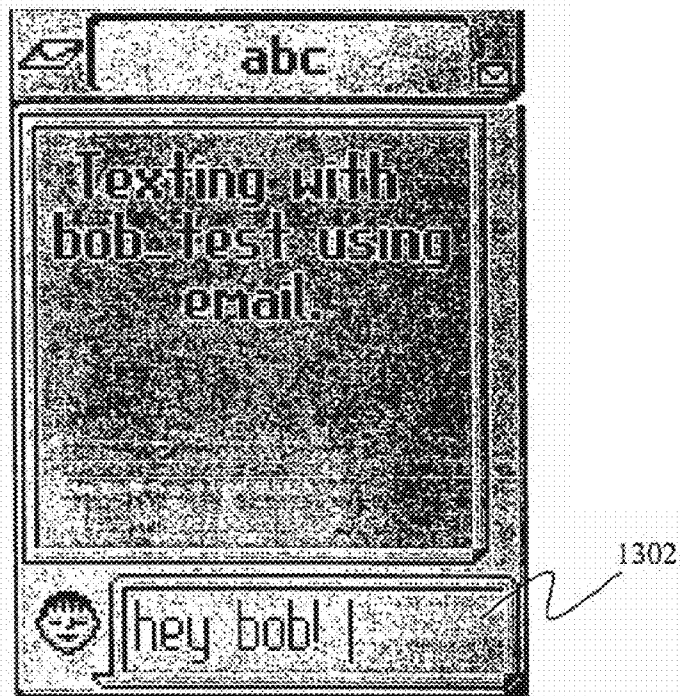 abc
Texting with
bob_test using
email.
1302
hey bob! |